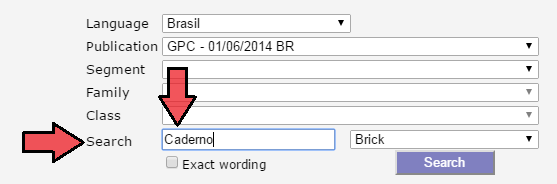 Language Brasil
Publication GPC - 01/06/2014 BR
Segment
Family
Class
Search Caderno Brick
Exact wording Search